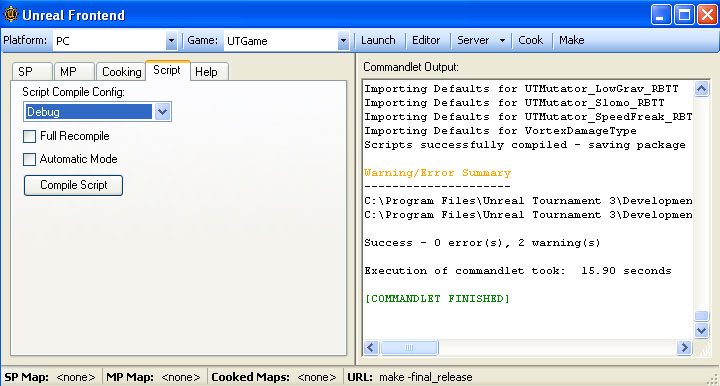 Unreal Frontend
Platform: PC Game: UTGame Launch Editor Server Cook Make
SP MP Cooking Script Help
Script Compile Config:
Debug
Full Recompile
Automatic Mode
Compile Script
Commandlet Output:
Importing Defaults for UTMutator_LowGrav_RBTT
Importing Defaults for UTMutator_Slomo_RBTT
Importing Defaults for UTMutator_SpeedFreak_RBT
Importing Defaults for VortexDamageType
Scripts successfully compiled - saving package
Warning/Error Summary
---------------------
C:\Program Files\Unreal Tournament 3\Developmen
C:\Program Files\Unreal Tournament 3\Developmen
Success - 0 error(s), 2 warning(s)
Execution of commandlet took: 15.90 seconds
[COMMANDLET FINISHED]
SP Map: <none> MP Map: <none> Cooked Maps: <none> URL: make -final_release